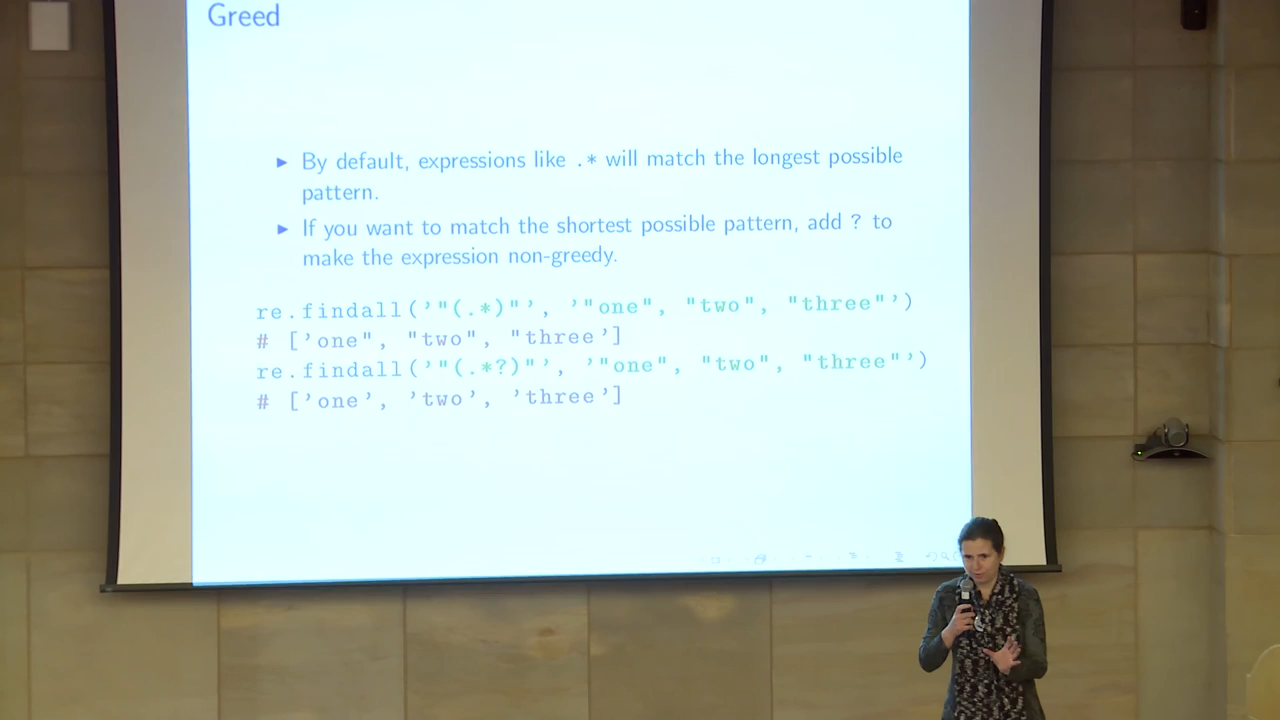 Greed
▶ By default, expressions like .* will match the longest possible
pattern.
▶ If you want to match the shortest possible pattern, add ? to
make the expression non-greedy.
re.findall('"(.*)"', '"one", "two", "three"')
# ['one", "two", "three']
re.findall('"(.*?)"', '"one", "two", "three"')
# ['one', 'two', 'three']